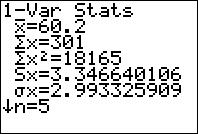 1-Var Stats
x̄=60.2
Σx=301
Σx²=18165
Sx=3.346640106
σx=2.993325909
↓n=5